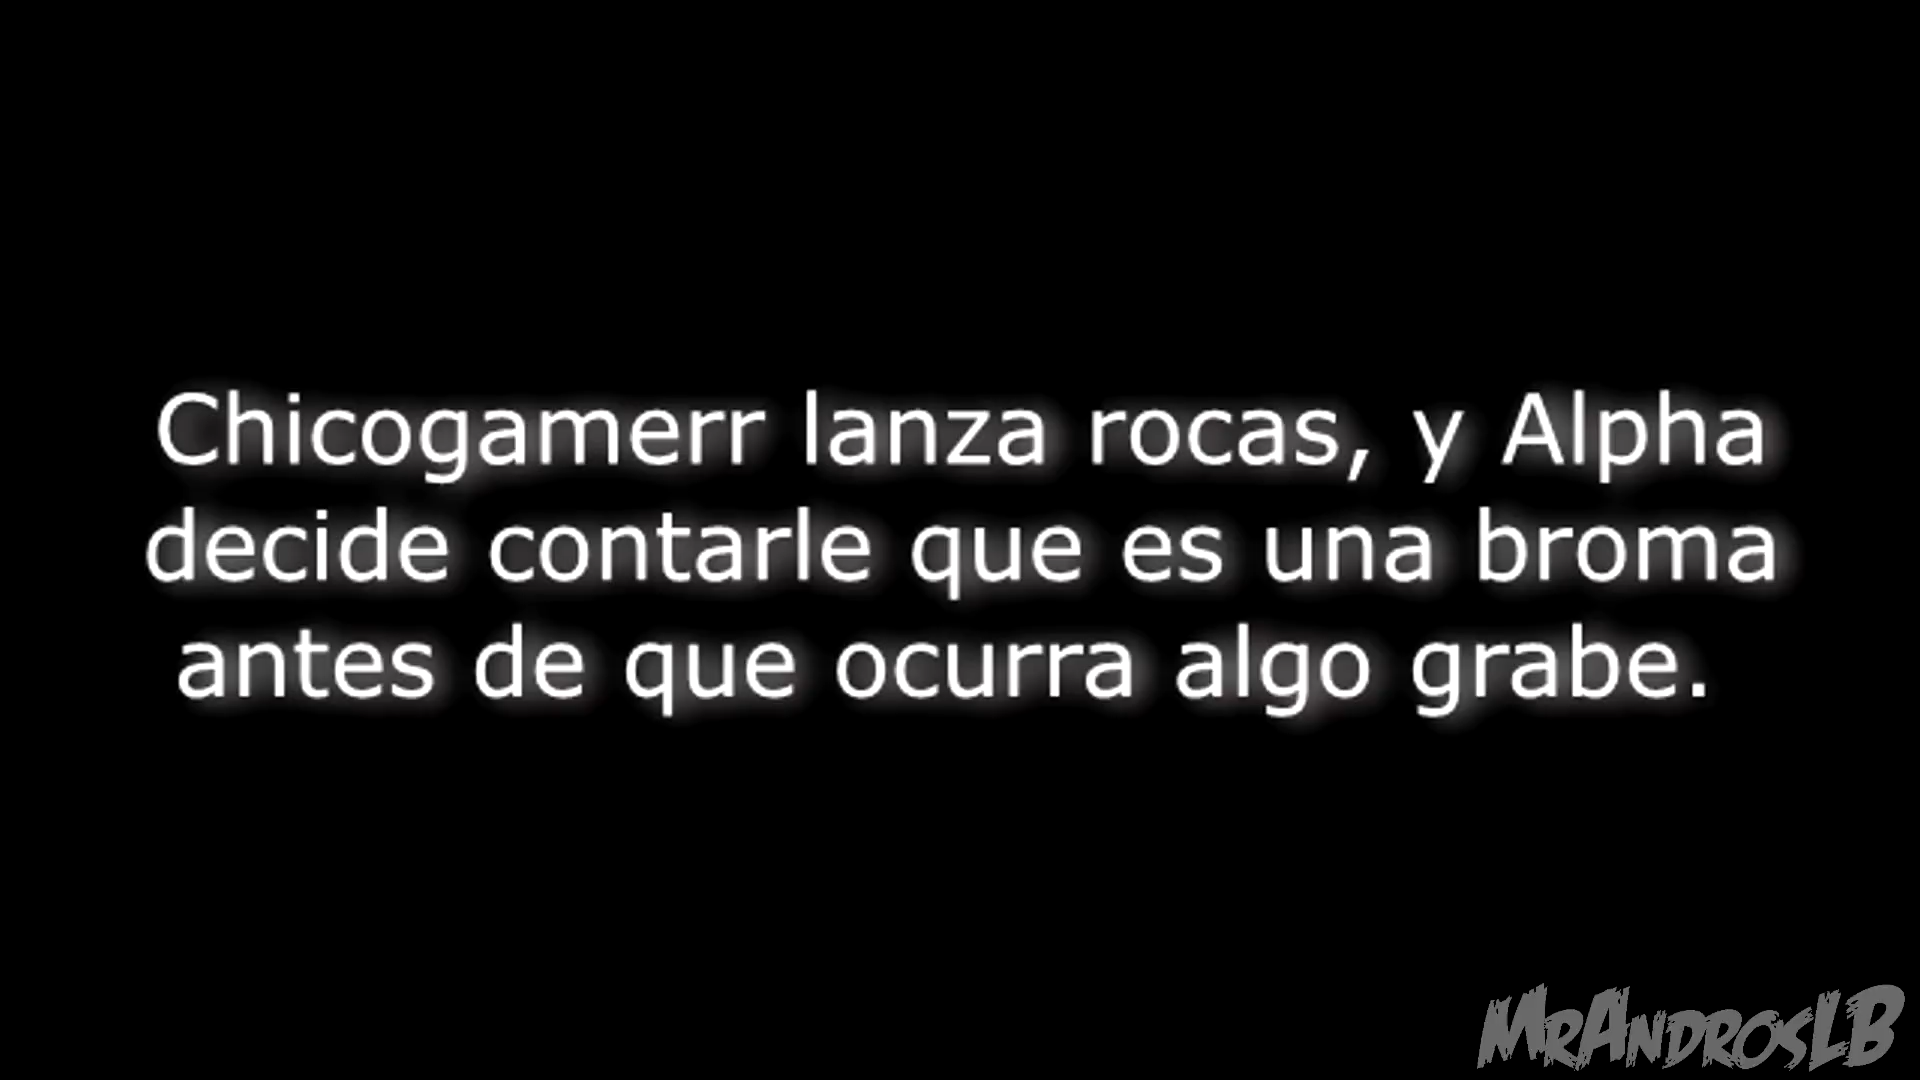 Chicogamerr lanza rocas, y Alpha
decide contarle que es una broma
antes de que ocurra algo grabe.
MrAndrosLB